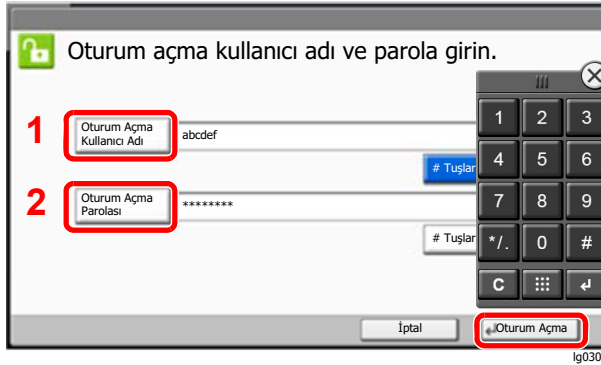 Oturum açma kullanıcı adı ve parola girin.
1
Oturum Açma
Kullanıcı Adı
abcdef
# Tuşlar
2
Oturum Açma
Parolası
********
# Tuşlar
1 2 3
4 5 6
7 8 9
*/. 0 #
C
İptal
Oturum Açma
lg030